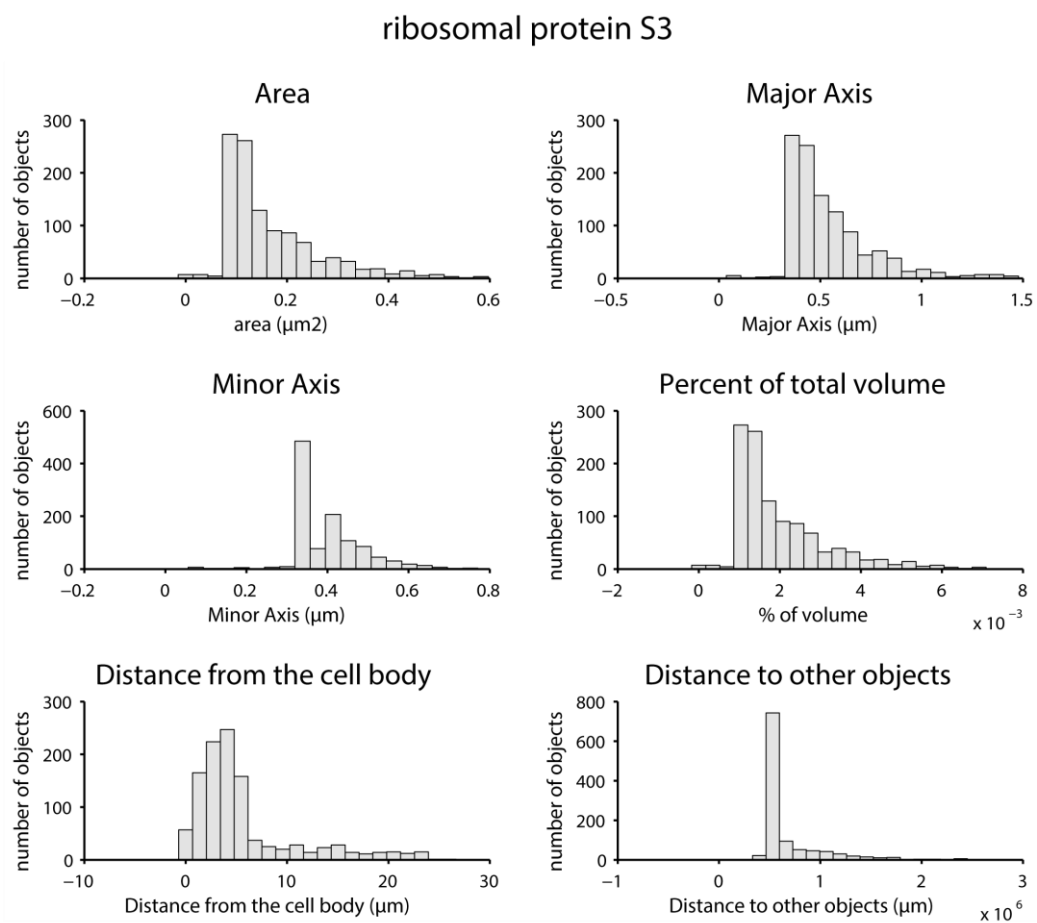 ribosomal protein S3
Area
number of objects
300
200
100
0
−0.2
0
0.2
0.4
0.6
area (μm2)
Major Axis
number of objects
300
200
100
0
−0.5
0
0.5
1
1.5
Major Axis (μm)
Minor Axis
number of objects
600
400
200
0
−0.2
0
0.2
0.4
0.6
0.8
Minor Axis (μm)
Percent of total volume
number of objects
300
200
100
0
−2
0
2
4
6
8
% of volume
x 10 −3
Distance from the cell body
number of objects
300
200
100
0
−10
0
10
20
30
Distance from the cell body (μm)
Distance to other objects
number of objects
800
600
400
200
0
−1
0
1
2
3
Distance to other objects (μm)
x 10 6